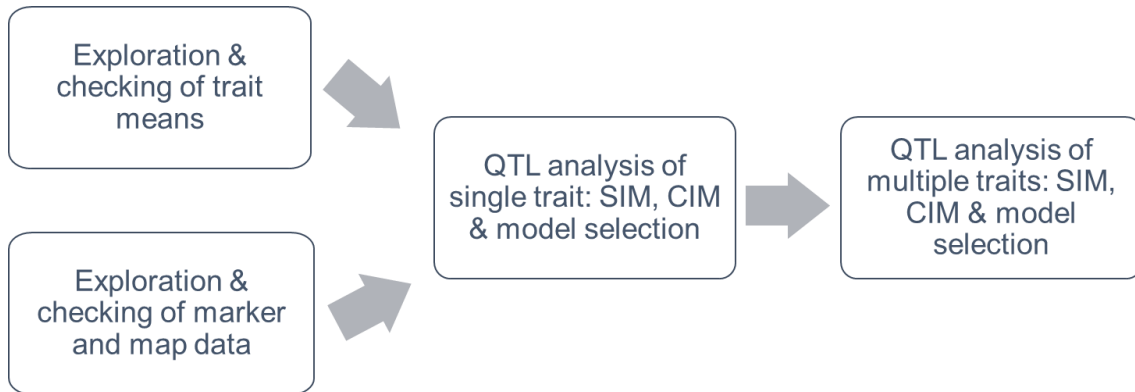 Exploration &
checking of trait
means
Exploration &
checking of marker
and map data
QTL analysis of
single trait: SIM, CIM
& model selection
QTL analysis of
multiple traits: SIM,
CIM & model
selection